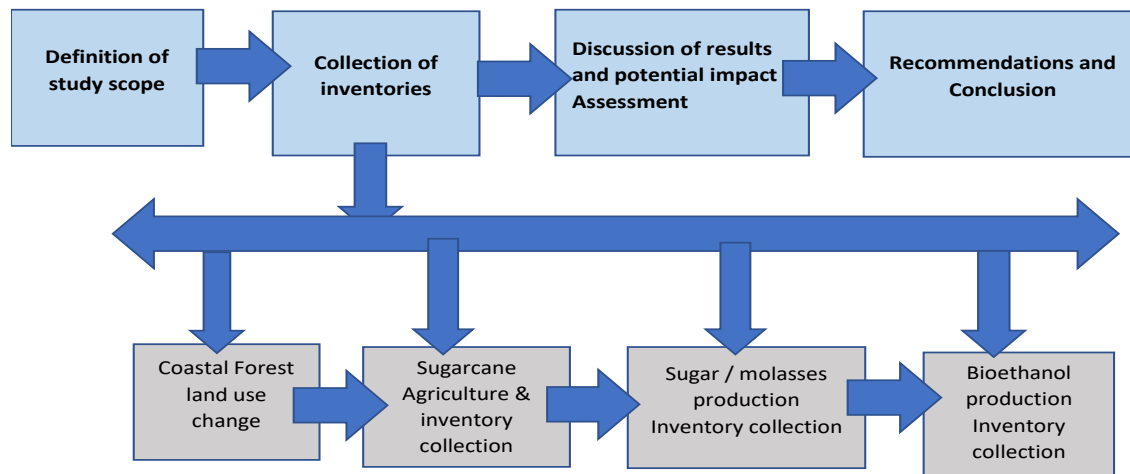 Definition of
study scope
Collection of
inventories
Discussion of results
and potential impact
Assessment
Recommendations and
Conclusion
Coastal Forest
land use
change
Sugarcane
Agriculture &
inventory
collection
Sugar / molasses
production
Inventory collection
Bioethanol
production
Inventory
collection